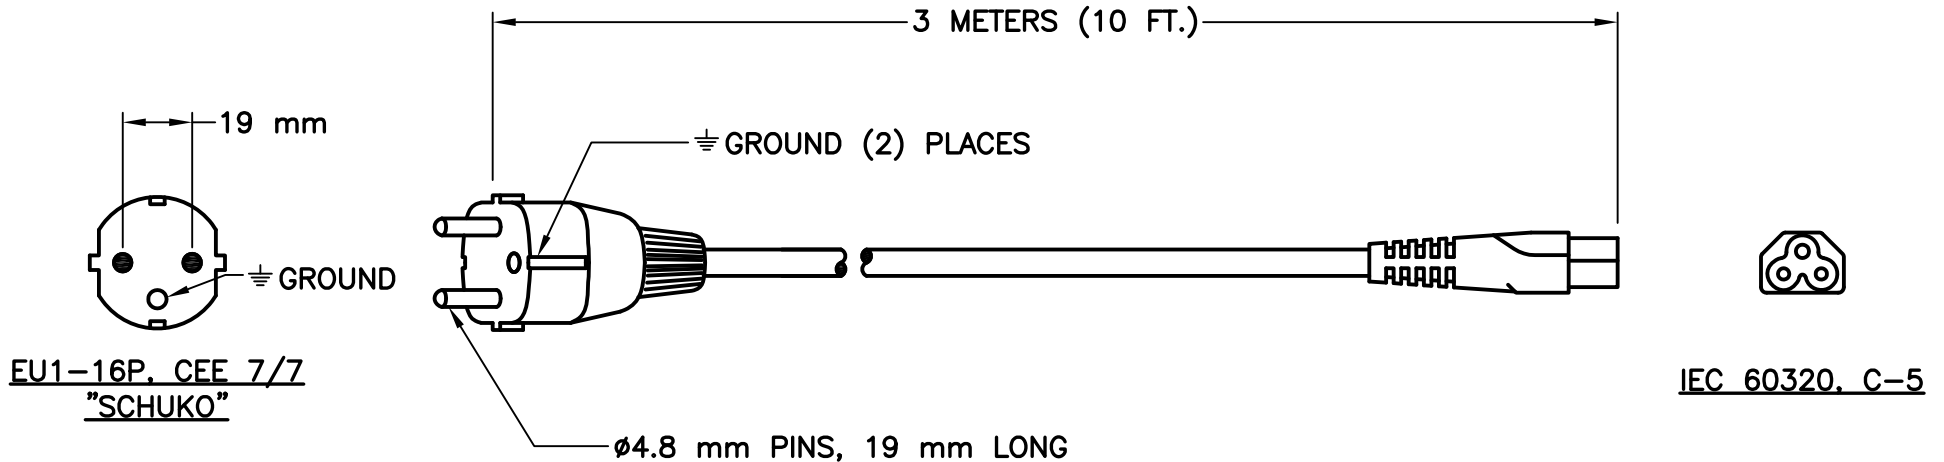 3 METERS (10 FT.)
19 mm
⏚ GROUND (2) PLACES
⏚ GROUND
EU1-16P, CEE 7/7
"SCHUKO"
IEC 60320, C-5
ø4.8 mm PINS, 19 mm LONG